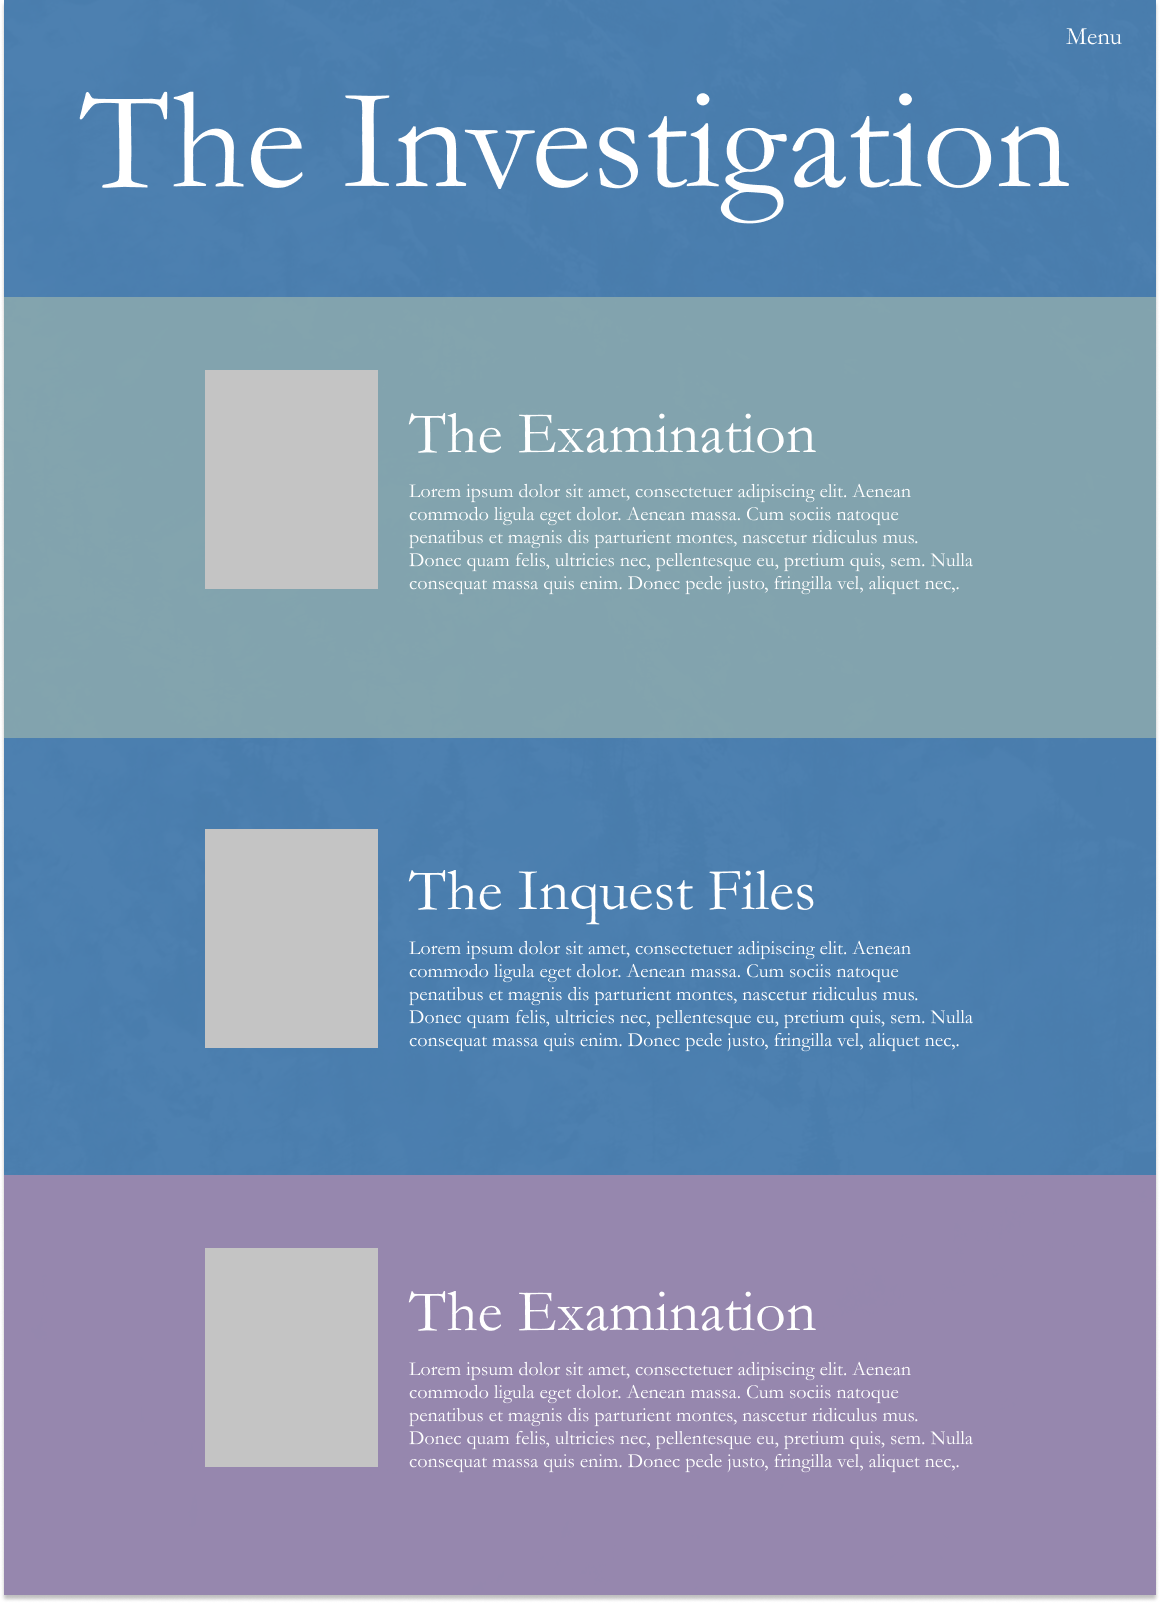 Menu
The Investigation
The Examination
Lorem ipsum dolor sit amet, consectetuer adipiscing elit. Aenean
commodo ligula eget dolor. Aenean massa. Cum sociis natoque
penatibus et magnis dis parturient montes, nascetur ridiculus mus.
Donec quam felis, ultricies nec, pellentesque eu, pretium quis, sem. Nulla
consequat massa quis enim. Donec pede justo, fringilla vel, aliquet nec,.
The Inquest Files
Lorem ipsum dolor sit amet, consectetuer adipiscing elit. Aenean
commodo ligula eget dolor. Aenean massa. Cum sociis natoque
penatibus et magnis dis parturient montes, nascetur ridiculus mus.
Donec quam felis, ultricies nec, pellentesque eu, pretium quis, sem. Nulla
consequat massa quis enim. Donec pede justo, fringilla vel, aliquet nec,.
The Examination
Lorem ipsum dolor sit amet, consectetuer adipiscing elit. Aenean
commodo ligula eget dolor. Aenean massa. Cum sociis natoque
penatibus et magnis dis parturient montes, nascetur ridiculus mus.
Donec quam felis, ultricies nec, pellentesque eu, pretium quis, sem. Nulla
consequat massa quis enim. Donec pede justo, fringilla vel, aliquet nec,.